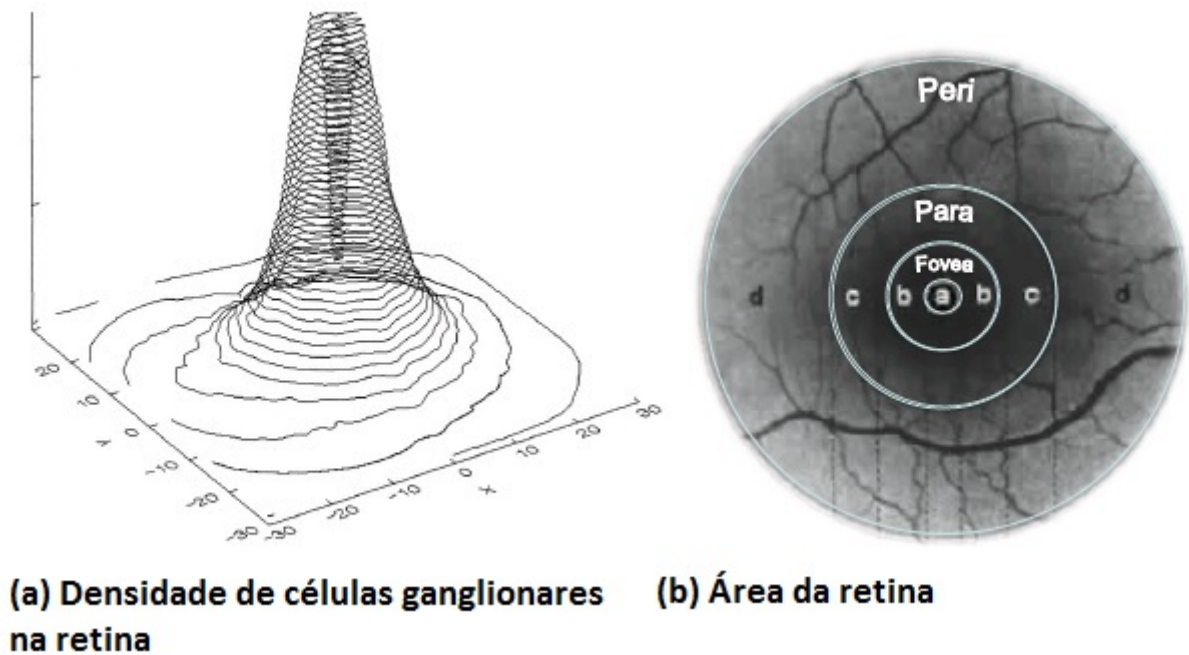 20
10
0
-10
-20
-30
Y
-30
-20
-10
0
10
20
30
X
Peri
Para
Fovea
d c b a b c d
(a) Densidade de células ganglionares
na retina
(b) Área da retina